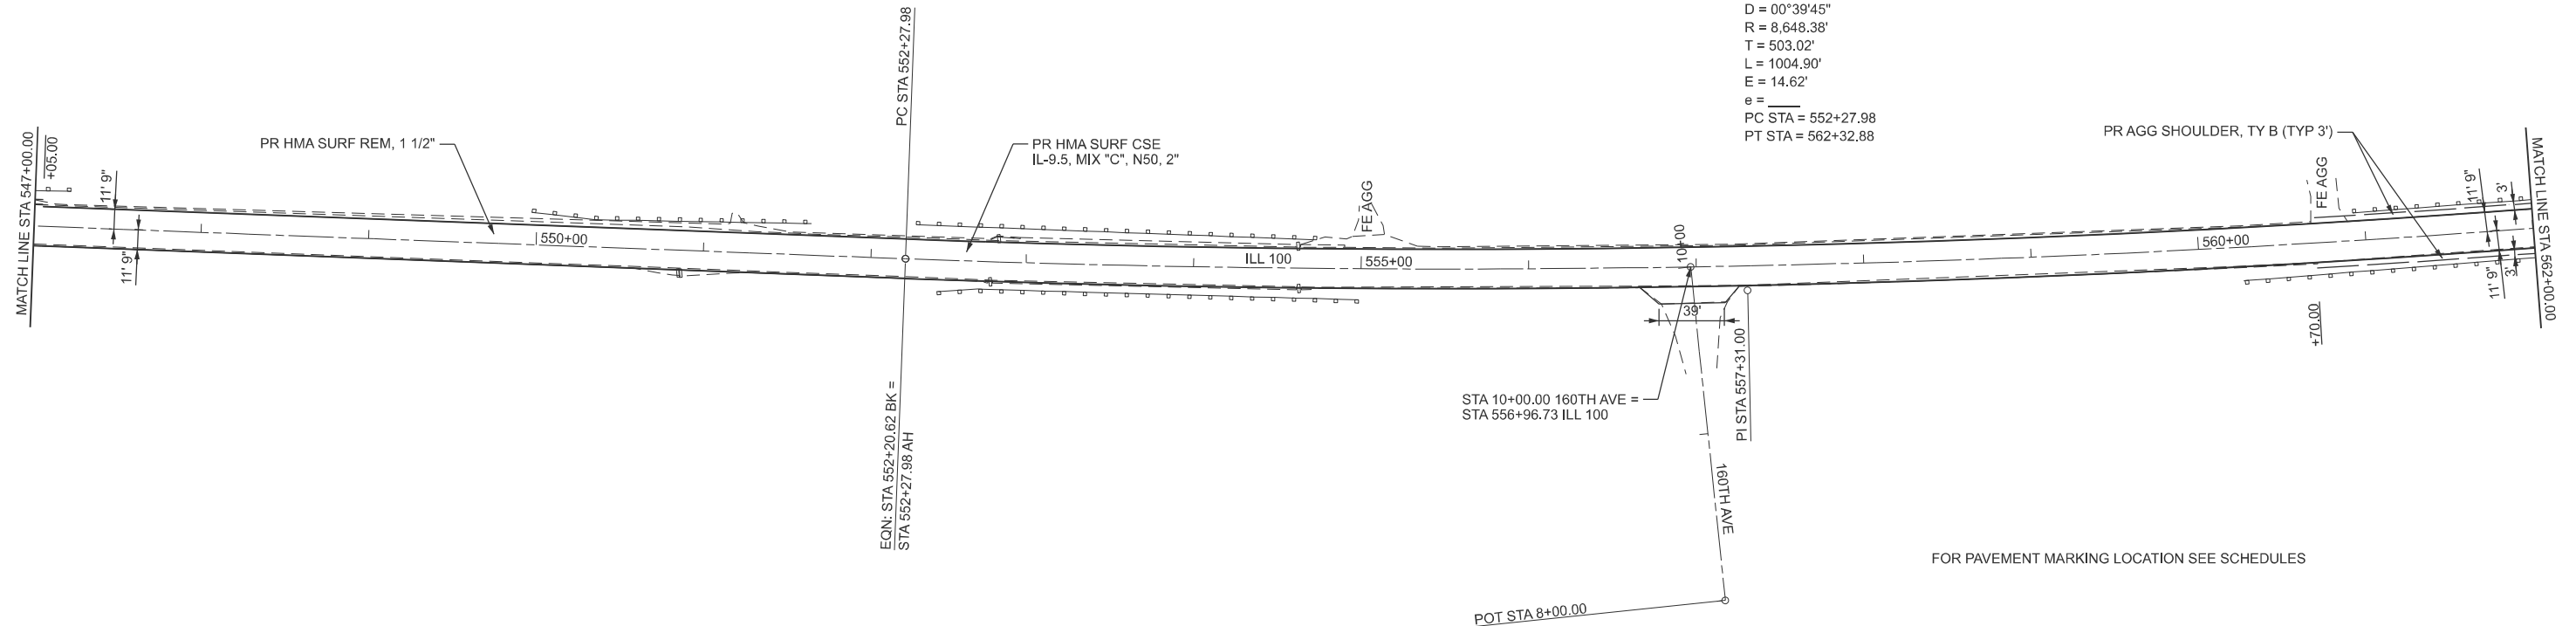 D = 00°39'45"
R = 8,648.38'
T = 503.02'
L = 1004.90'
E = 14.62'
e = ____
PC STA = 552+27.98
PT STA = 562+32.88
MATCH LINE STA 547+00.00
+05.00
11' 9"
11' 9"
PR HMA SURF REM, 1 1/2"
550+00
PC STA 552+27.98
EQN: STA 552+20.62 BK =
STA 552+27.98 AH
PR HMA SURF CSE
IL-9.5, MIX "C", N50, 2"
ILL 100
FE AGG
555+00
10+00
39'
STA 10+00.00 160TH AVE =
STA 556+96.73 ILL 100
PI STA 557+31.00
160TH AVE
POT STA 8+00.00
PR AGG SHOULDER, TY B (TYP 3')
560+00
FE AGG
11' 9"
3'
11' 9"
3'
+70.00
MATCH LINE STA 562+00.00
FOR PAVEMENT MARKING LOCATION SEE SCHEDULES